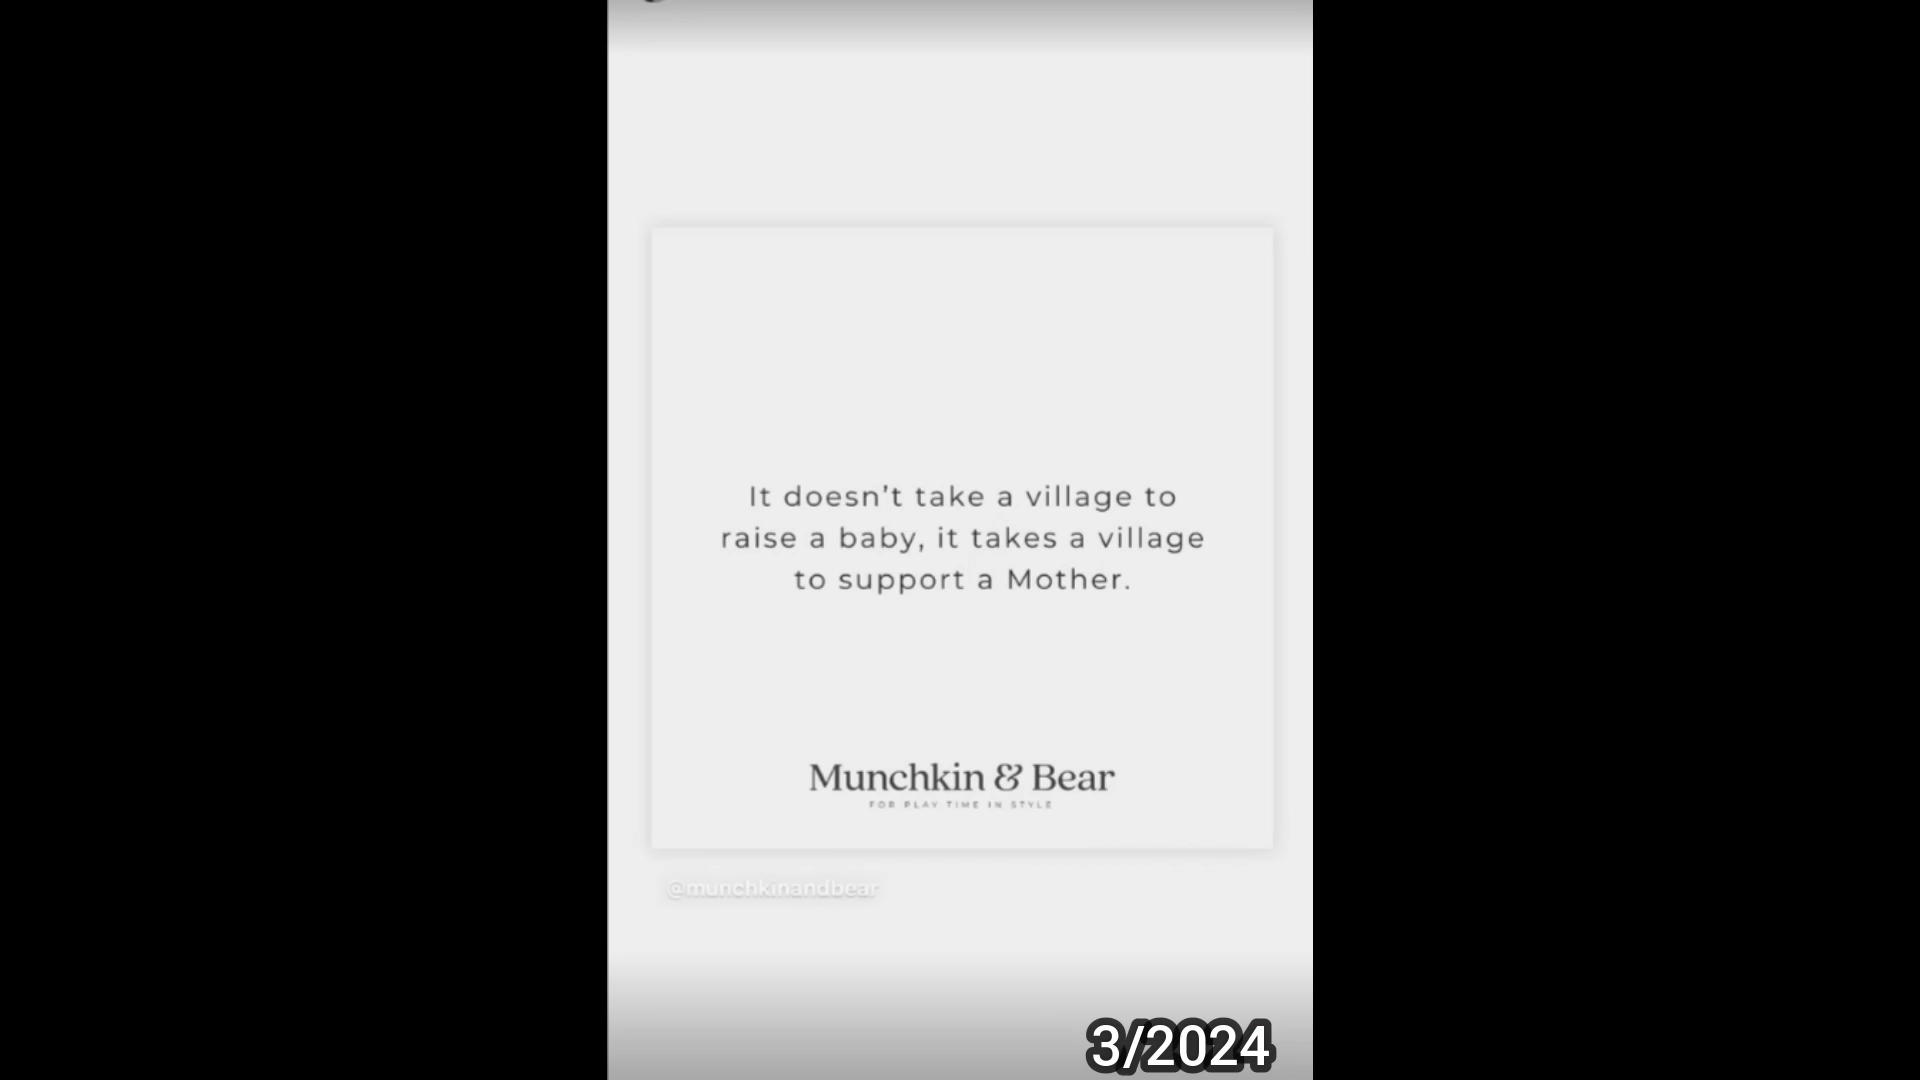 It doesn’t take a village to
raise a baby, it takes a village
to support a Mother.
Munchkin & Bear
FOR PLAY TIME IN STYLE
@munchkinandbear
3/2024